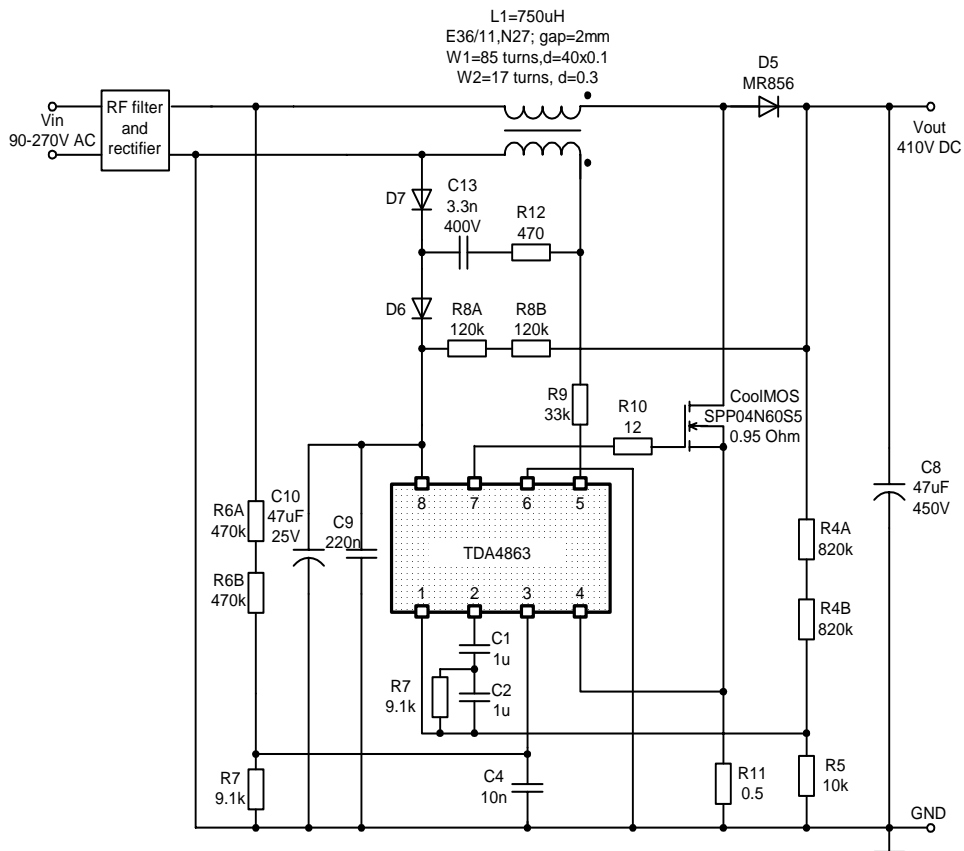 L1=750uH
E36/11,N27; gap=2mm
W1=85 turns,d=40x0.1
W2=17 turns, d=0.3
D5
MR856
Vin
90-270V AC
RF filter
and
rectifier
Vout
410V DC
D7
C13
3.3n
400V
R12
470
D6
R8A
120k
R8B
120k
R9
33k
R10
12
CoolMOS
SPP04N60S5
0.95 Ohm
C8
47uF
450V
R6A
470k
C10
47uF
25V
C9
220n
8
7
6
5
TDA4863
R4A
820k
R6B
470k
1
2
3
4
R4B
820k
C1
1u
R7
9.1k
C2
1u
R7
9.1k
C4
10n
R11
0.5
R5
10k
GND